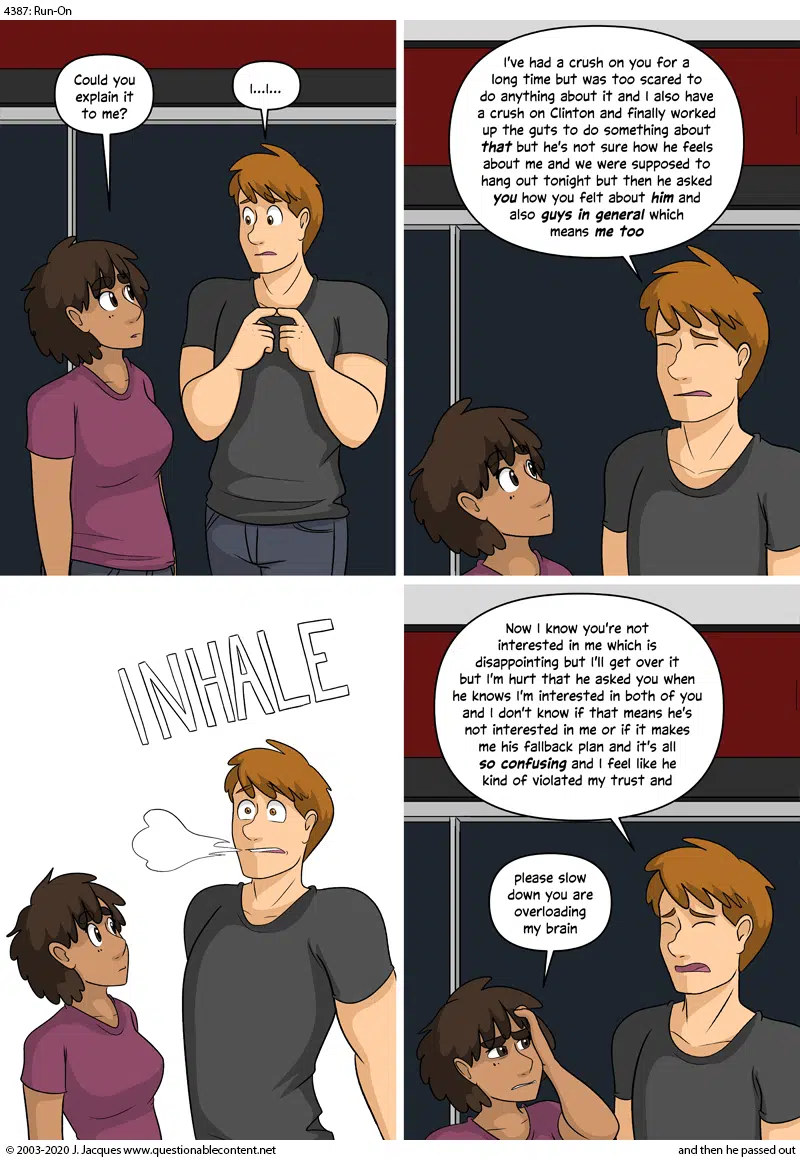 4387: Run-On
Could you
explain it
to me?
I...I...
I've had a crush on you for a
long time but was too scared to
do anything about it and I also have
a crush on Clinton and finally worked
up the guts to do something about
that but he's not sure how he feels
about me and we were supposed to
hang out tonight but then he asked
you how you felt about him and
also guys in general which
means me too
INHALE
Now I know you're not
interested in me which is
disappointing but I'll get over it
but I'm hurt that he asked you when
he knows I'm interested in both of you
and I don't know if that means he's
not interested in me or if it makes
me his fallback plan and it's all
so confusing and I feel like he
kind of violated my trust and
please slow
down you are
overloading
my brain
© 2003-2020 J. Jacques www.questionablecontent.net
and then he passed out